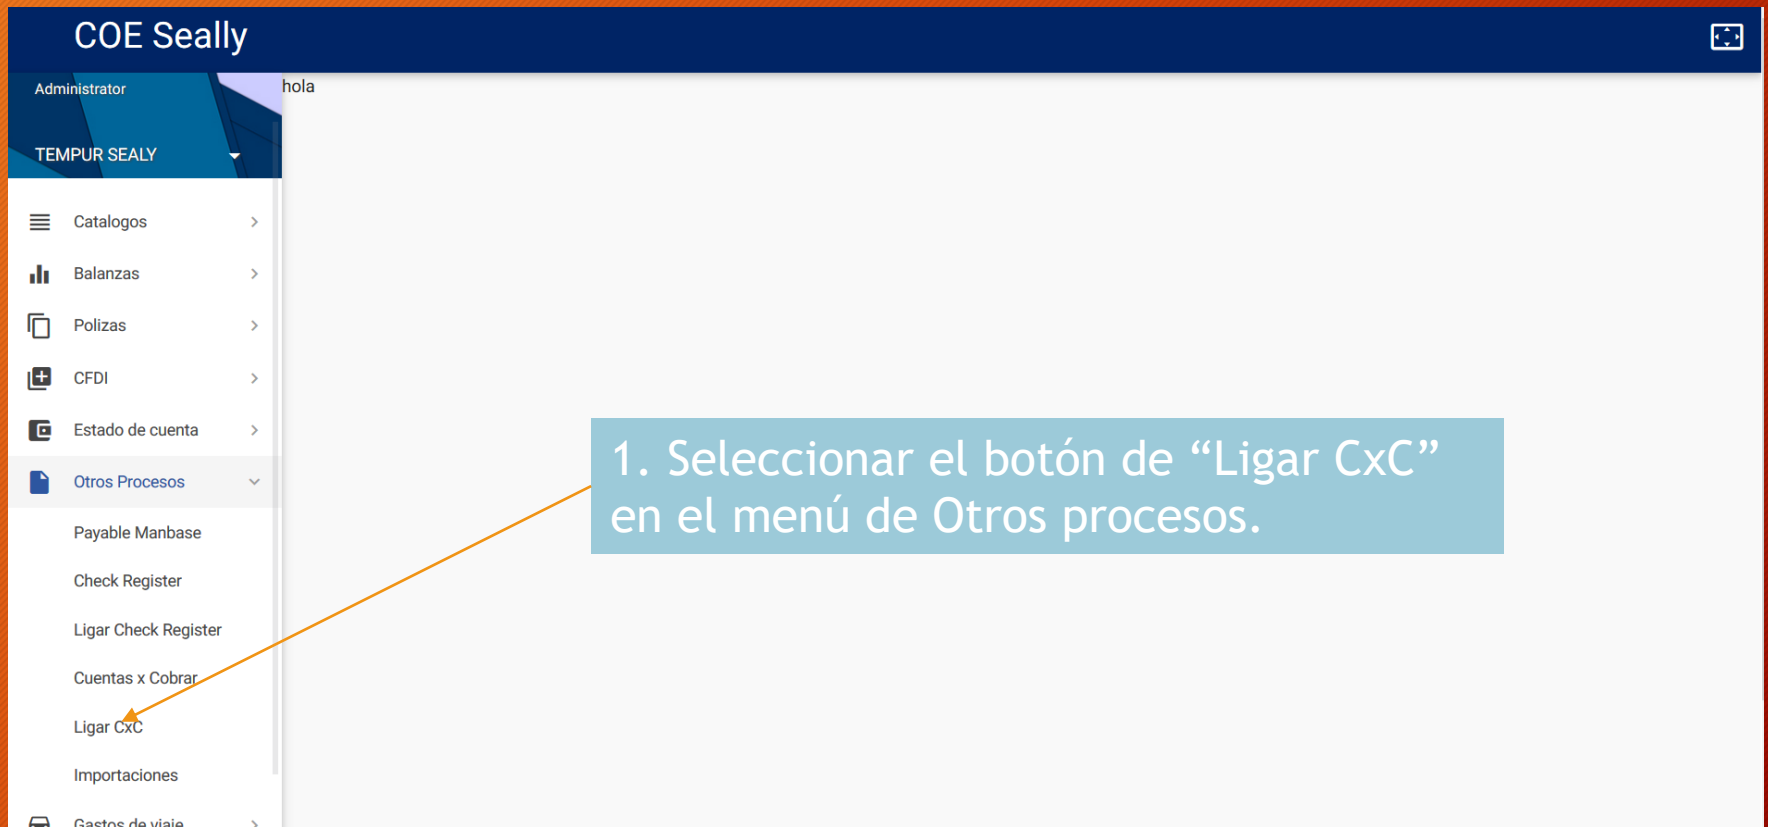 COE Seally
Administrator
hola
TEMPUR SEALY
Catalogos
Balanzas
Polizas
CFDI
Estado de cuenta
Otros Procesos
Payable Manbase
Check Register
Ligar Check Register
Cuentas x Cobrar
Ligar CxC
Importaciones
Gastos de viaje
1. Seleccionar el botón de “Ligar CxC”
en el menú de Otros procesos.